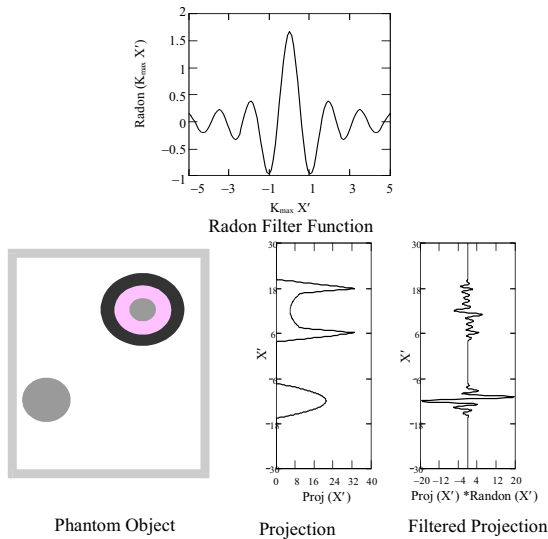 2
1.5
1
0.5
0
−0.5
−1
Radon (Kmax X′)
−5 −3 −1 1 3 5
Kmax X′
Radon Filter Function
30
18
6
−6
18
−30
X′
0 8 16 24 32 40
Proj (X′)
30
18
6
−6
18
−30
X′
−20 −12 −4 4 12 20
Proj (X′) *Randon (X′)
Phantom Object
Projection
Filtered Projection